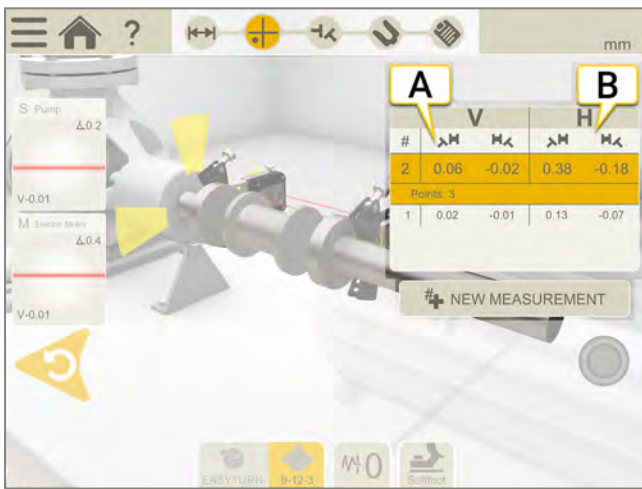 ?
mm
A
B
S Pump
∡0.2
V-0.01
M Electric Motor
∡0.4
V-0.01
V H
#
2 0.06 -0.02 0.38 -0.18
Points: 3
1 0.02 -0.01 0.13 -0.07
#+ NEW MEASUREMENT
EASYTURN 9-12-3 0 Softfoot